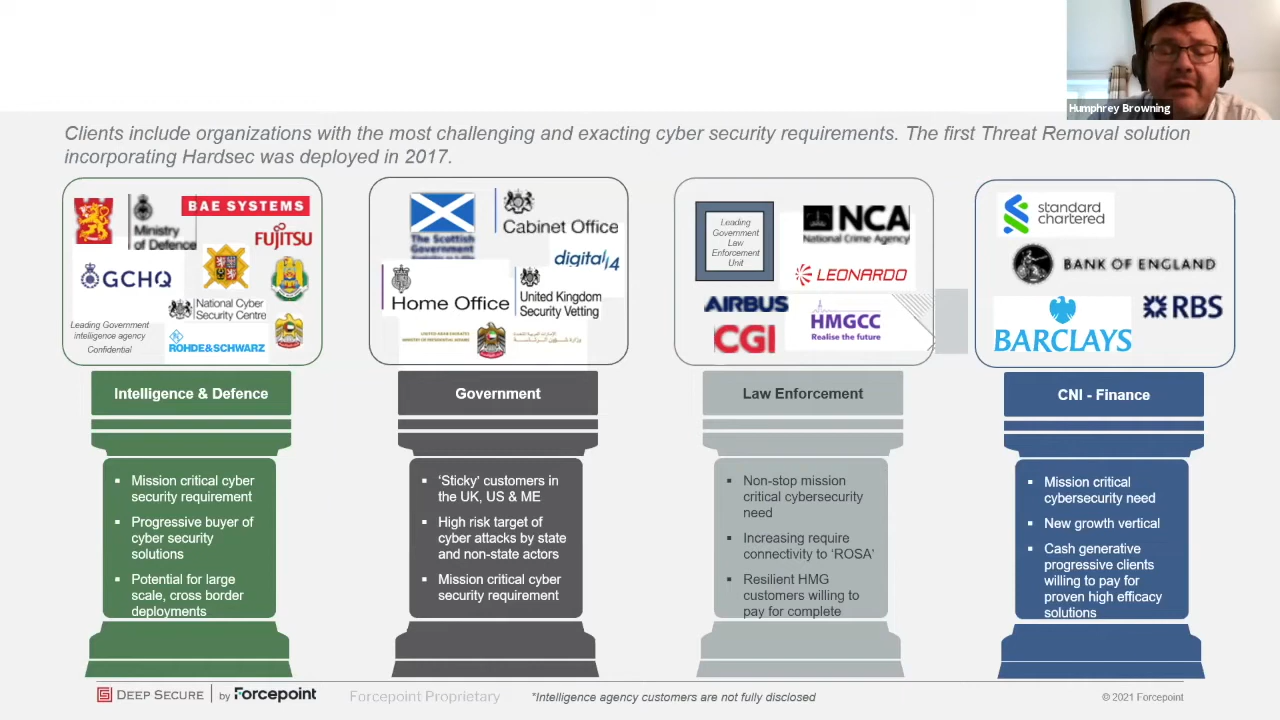 Humphrey Browning
Clients include organizations with the most challenging and exacting cyber security requirements. The first Threat Removal solution
incorporating Hardsec was deployed in 2017.
Ministry
of Defence
BAE SYSTEMS
FUJITSU
GCHQ
National Cyber
Security Centre
Leading Government
intelligence agency
Confidential
ROHDE&SCHWARZ
The Scottish
Government
Cabinet Office
digital14
Home Office
United Kingdom
Security Vetting
UNITED ARAB EMIRATES
MINISTRY OF PRESIDENTIAL AFFAIRS
Leading
Government
Law
Enforcement
Unit
NCA
National Crime Agency
LEONARDO
AIRBUS
CGI
HMGCC
Realise the future
standard
chartered
BANK OF ENGLAND
RBS
BARCLAYS
Intelligence & Defence
▪ Mission critical cyber
security requirement
▪ Progressive buyer of
cyber security
solutions
▪ Potential for large
scale, cross border
deployments
Government
▪ ‘Sticky’ customers in
the UK, US & ME
▪ High risk target of
cyber attacks by state
and non-state actors
▪ Mission critical cyber
security requirement
Law Enforcement
▪ Non-stop mission
critical cybersecurity
need
▪ Increasing require
connectivity to ‘ROSA’
▪ Resilient HMG
customers willing to
pay for complete
CNI - Finance
▪ Mission critical
cybersecurity need
▪ New growth vertical
▪ Cash generative
progressive clients
willing to pay for
proven high efficacy
solutions
DEEP SECURE | by Forcepoint
Forcepoint Proprietary
*Intelligence agency customers are not fully disclosed
© 2021 Forcepoint